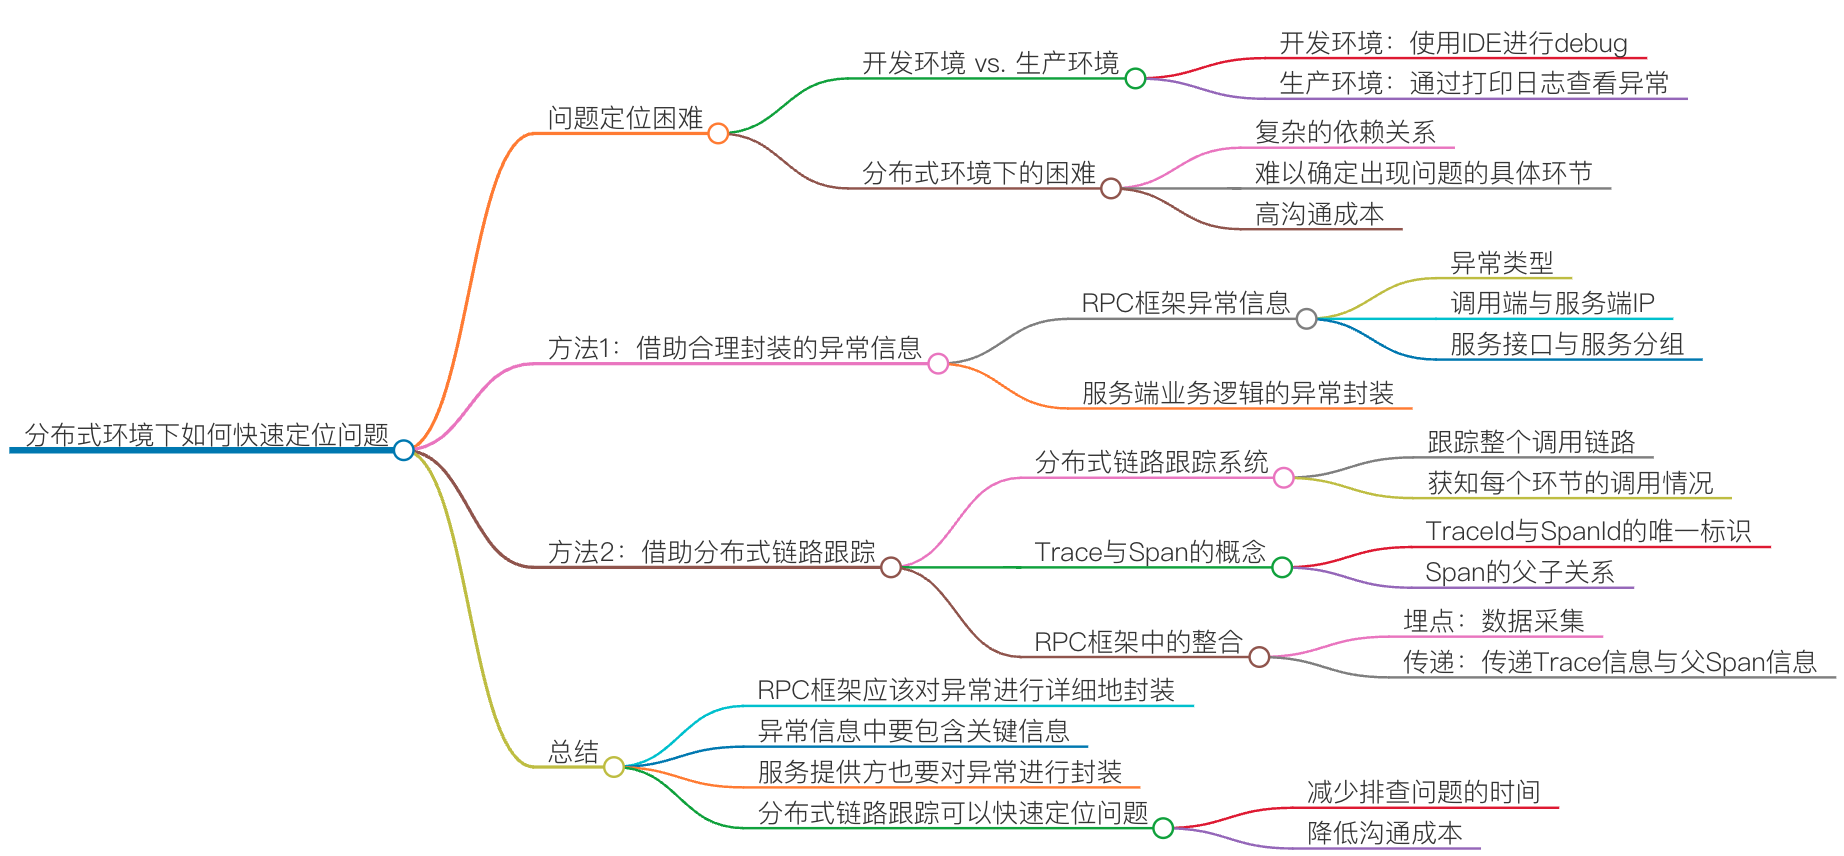 分布式环境下如何快速定位问题
问题定位困难
开发环境 vs. 生产环境
开发环境：使用IDE进行debug
生产环境：通过打印日志查看异常
分布式环境下的困难
复杂的依赖关系
难以确定出现问题的具体环节
高沟通成本
方法1：借助合理封装的异常信息
RPC框架异常信息
异常类型
调用端与服务端IP
服务接口与服务分组
服务端业务逻辑的异常封装
方法2：借助分布式链路跟踪
分布式链路跟踪系统
跟踪整个调用链路
获知每个环节的调用情况
Trace与Span的概念
TraceId与SpanId的唯一标识
Span的父子关系
RPC框架中的整合
埋点：数据采集
传递：传递Trace信息与父Span信息
总结
RPC框架应该对异常进行详细地封装
异常信息中要包含关键信息
服务提供方也要对异常进行封装
分布式链路跟踪可以快速定位问题
减少排查问题的时间
降低沟通成本